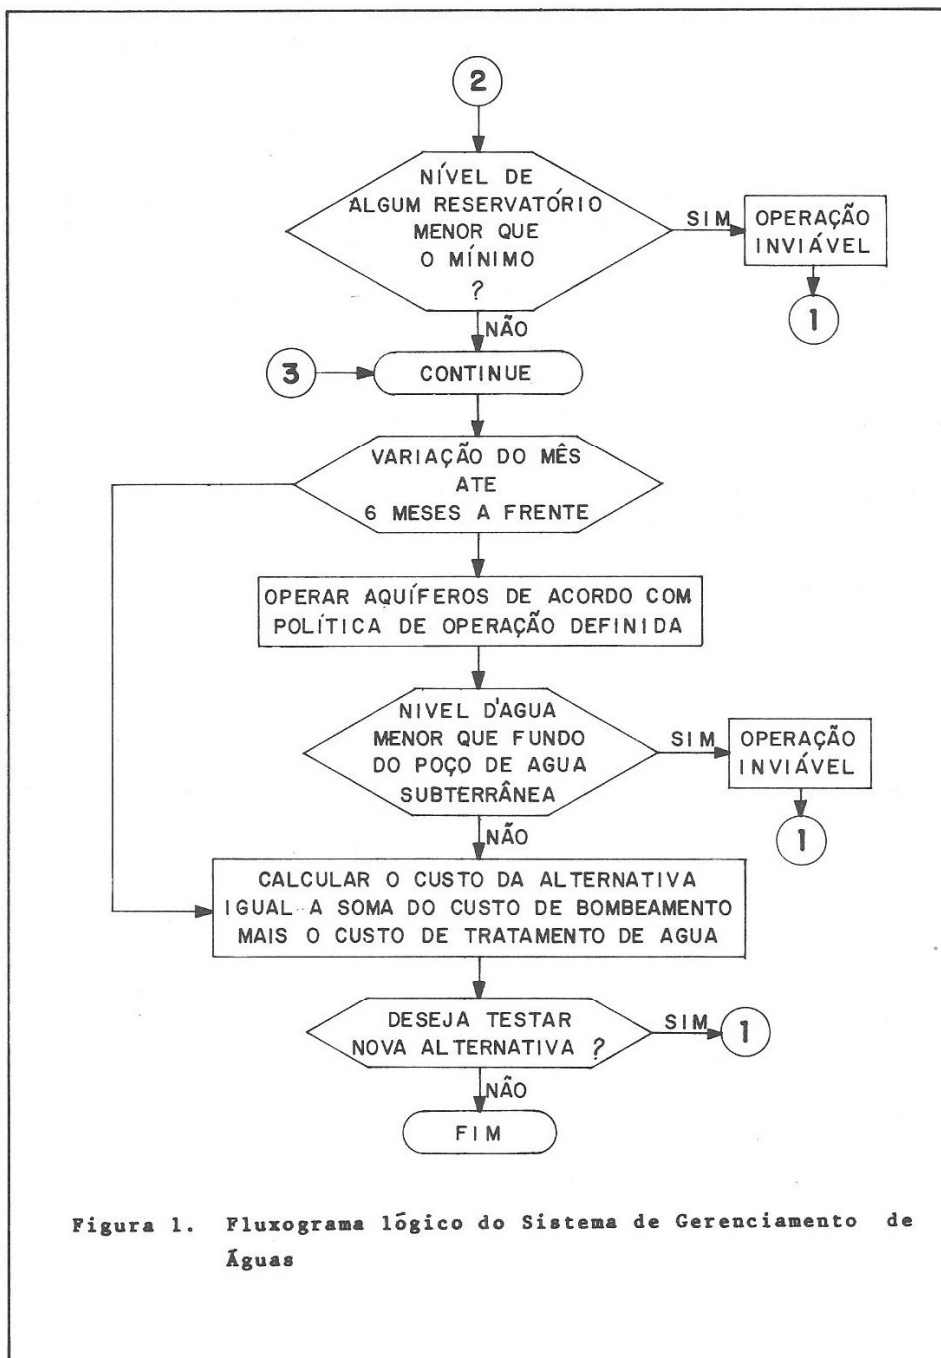 2
NÍVEL DE
ALGUM RESERVATÓRIO
MENOR QUE
O MÍNIMO
?
SIM
OPERAÇÃO
INVIÁVEL
1
NÃO
3
CONTINUE
VARIAÇÃO DO MÊS
ATE
6 MESES A FRENTE
OPERAR AQUÍFEROS DE ACORDO COM
POLÍTICA DE OPERAÇÃO DEFINIDA
NIVEL D'AGUA
MENOR QUE FUNDO
DO POÇO DE AGUA
SUBTERRÂNEA
SIM
OPERAÇÃO
INVIÁVEL
1
NÃO
CALCULAR O CUSTO DA ALTERNATIVA
IGUAL A SOMA DO CUSTO DE BOMBEAMENTO
MAIS O CUSTO DE TRATAMENTO DE AGUA
DESEJA TESTAR
NOVA ALTERNATIVA ?
SIM
1
NÃO
FIM
Figura 1. Fluxograma lógico do Sistema de Gerenciamento de
Águas